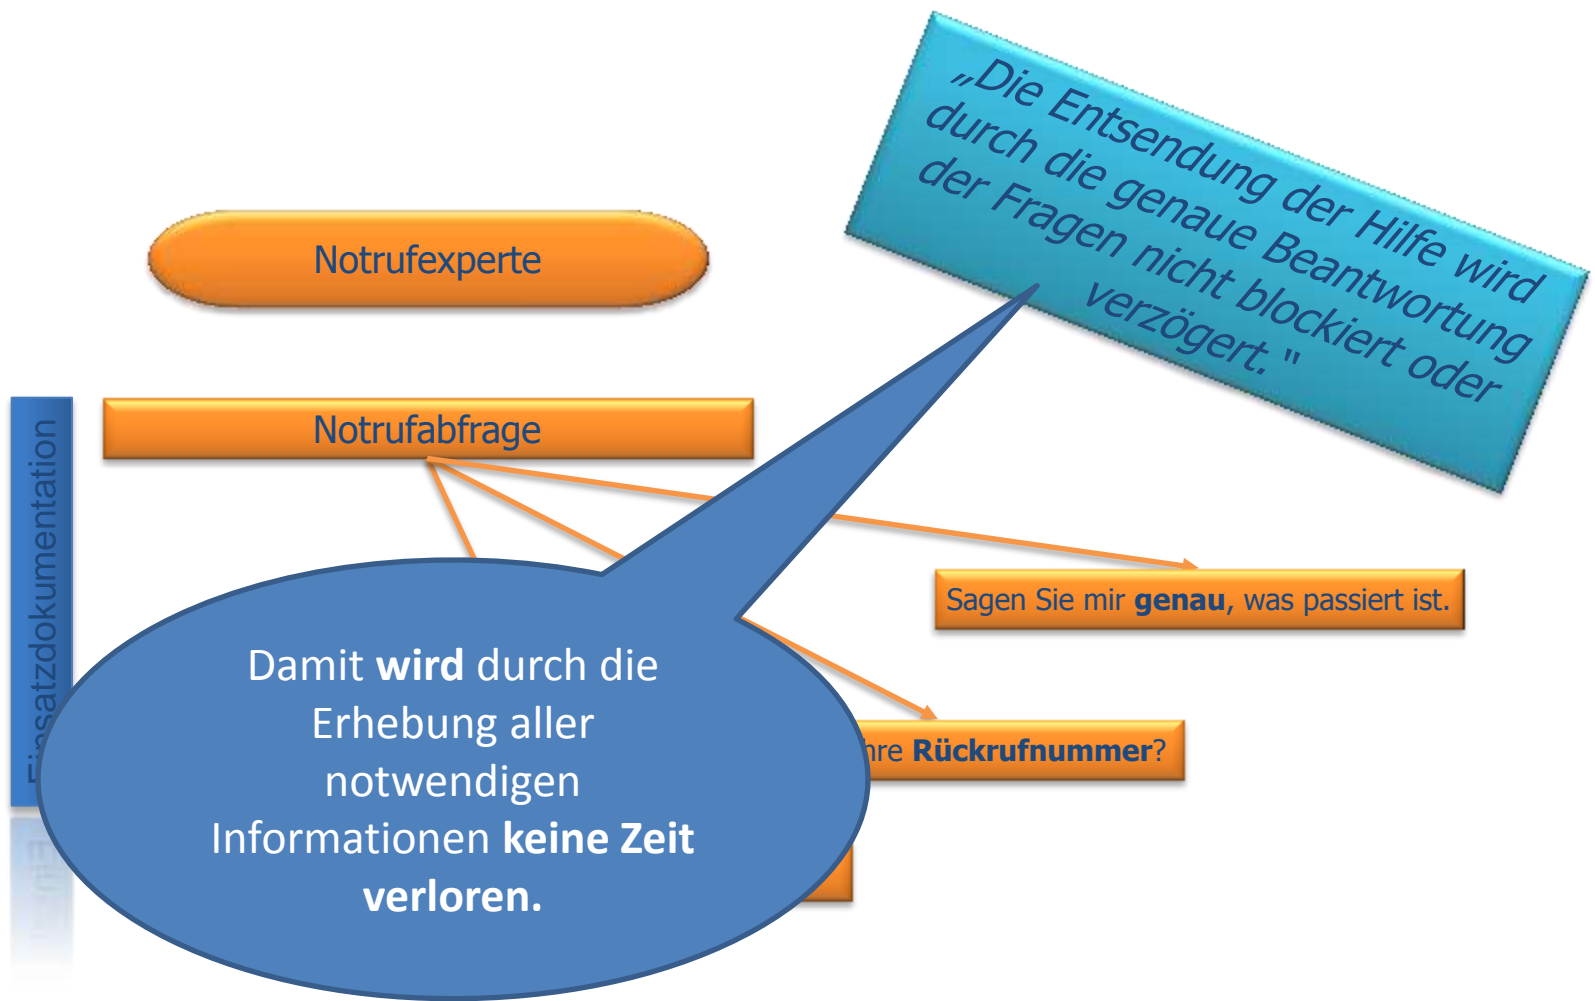 „Die Entsendung der Hilfe wird
durch die genaue Beantwortung
der Fragen nicht blockiert oder
verzögert."
Notrufexperte
Notrufabfrage
Einsatzdokumentation
Sagen Sie mir genau, was passiert ist.
hre Rückrufnummer?
Damit wird durch die
Erhebung aller
notwendigen
Informationen keine Zeit
verloren.